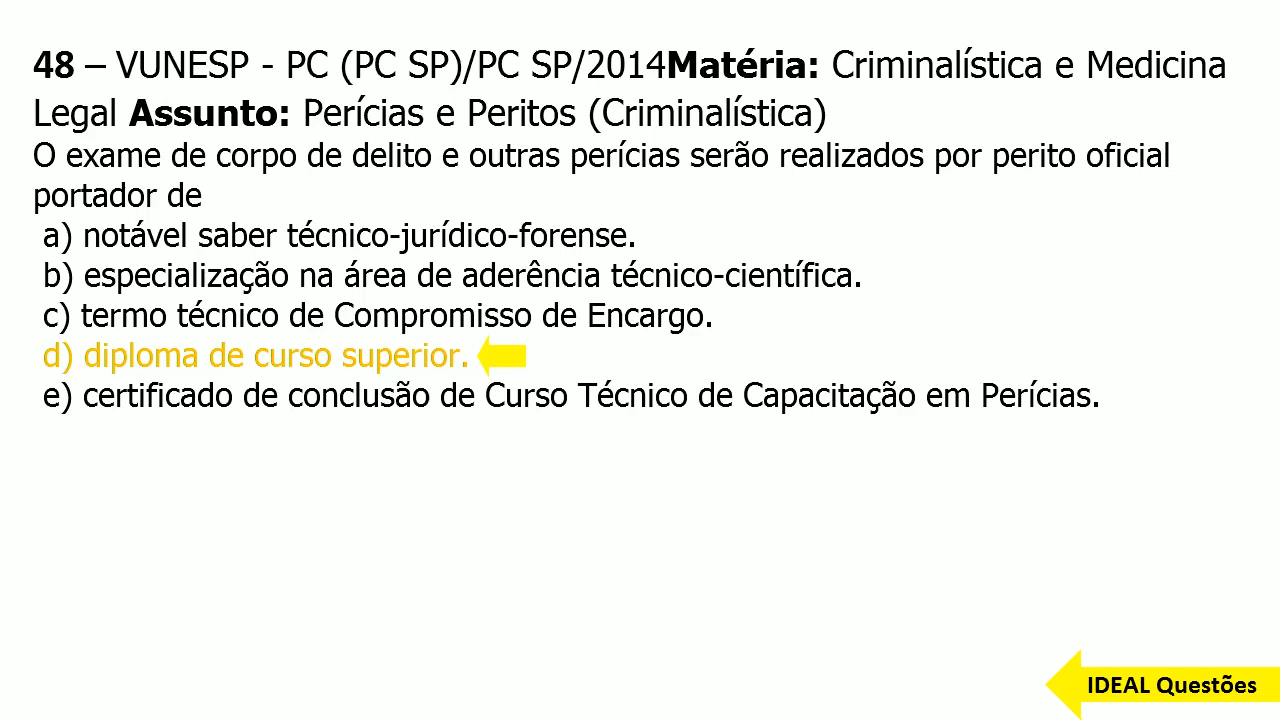 48 – VUNESP - PC (PC SP)/PC SP/2014Matéria: Criminalística e Medicina
Legal Assunto: Perícias e Peritos (Criminalística)
O exame de corpo de delito e outras perícias serão realizados por perito oficial
portador de
a) notável saber técnico-jurídico-forense.
b) especialização na área de aderência técnico-científica.
c) termo técnico de Compromisso de Encargo.
d) diploma de curso superior.
e) certificado de conclusão de Curso Técnico de Capacitação em Perícias.
IDEAL Questões